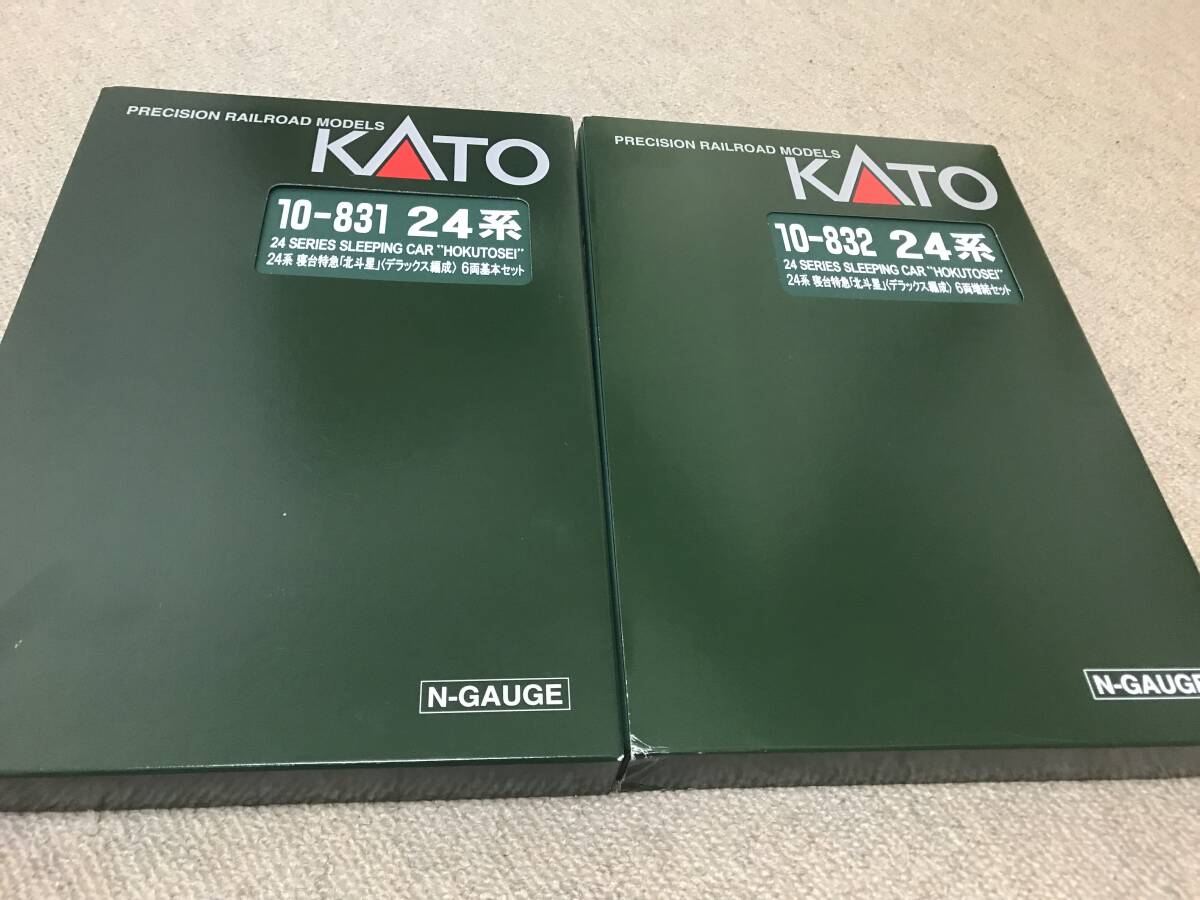 PRECISION RAILROAD MODELS
KATO
10-831 24系
24 SERIES SLEEPING CAR "HOKUTOSEI"
24系 寝台特急「北斗星」〈デラックス編成〉 6両基本セット
N-GAUGE
PRECISION RAILROAD MODELS
KATO
10-832 24系
24 SERIES SLEEPING CAR "HOKUTOSEI"
24系 寝台特急「北斗星」〈デラックス編成〉 6両増結セット
N-GAUGE